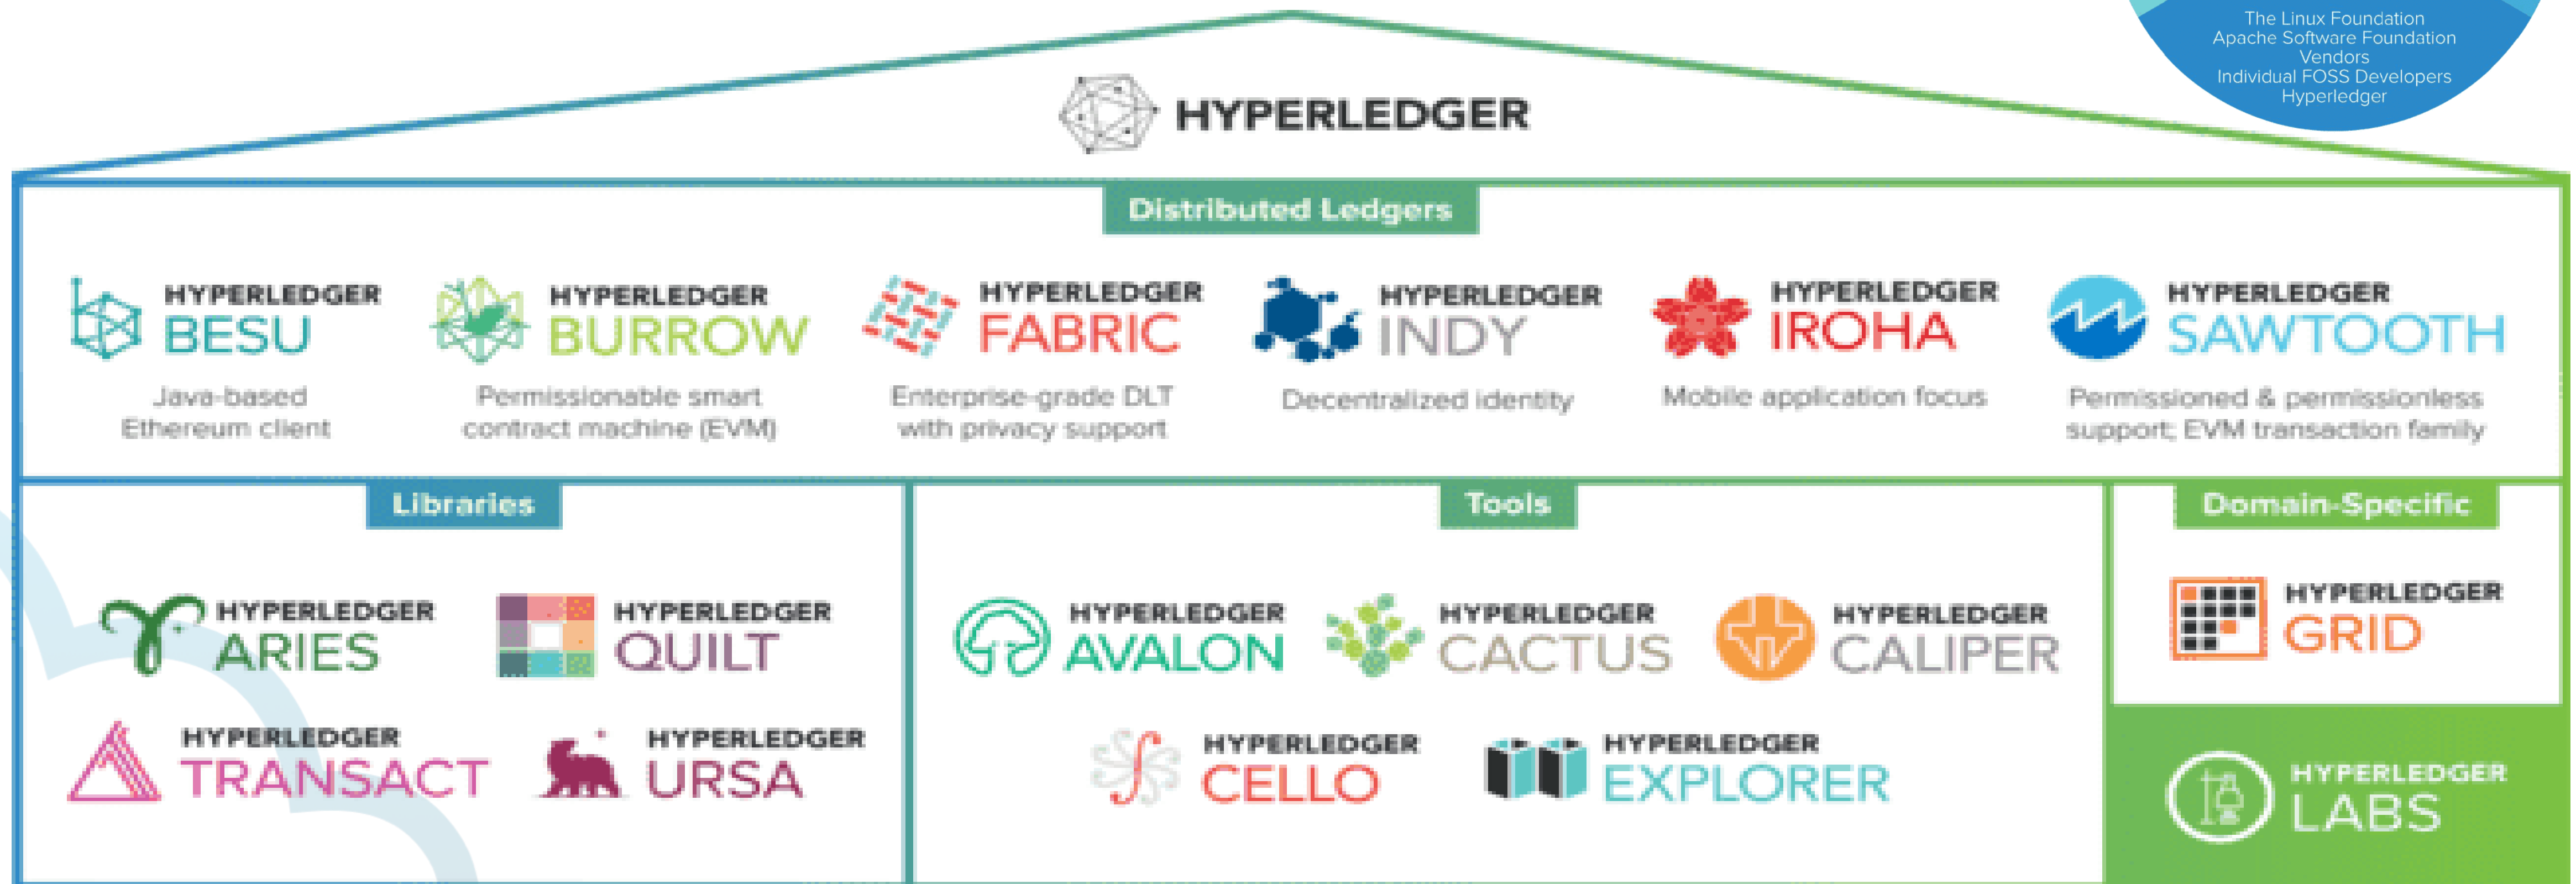 The Linux Foundation
Apache Software Foundation
Vendors
Individual FOSS Developers
Hyperledger
HYPERLEDGER
Distributed Ledgers
HYPERLEDGER
BESU
Java-based
Ethereum client
HYPERLEDGER
BURROW
Permissionable smart
contract machine (EVM)
HYPERLEDGER
FABRIC
Enterprise-grade DLT
with privacy support
HYPERLEDGER
INDY
Decentralized identity
HYPERLEDGER
IROHA
Mobile application focus
HYPERLEDGER
SAWTOOTH
Permissioned & permissionless
support; EVM transaction family
Libraries
HYPERLEDGER
ARIES
HYPERLEDGER
QUILT
HYPERLEDGER
TRANSACT
HYPERLEDGER
URSA
Tools
HYPERLEDGER
AVALON
HYPERLEDGER
CACTUS
HYPERLEDGER
CALIPER
HYPERLEDGER
CELLO
HYPERLEDGER
EXPLORER
Domain-Specific
HYPERLEDGER
GRID
HYPERLEDGER
LABS